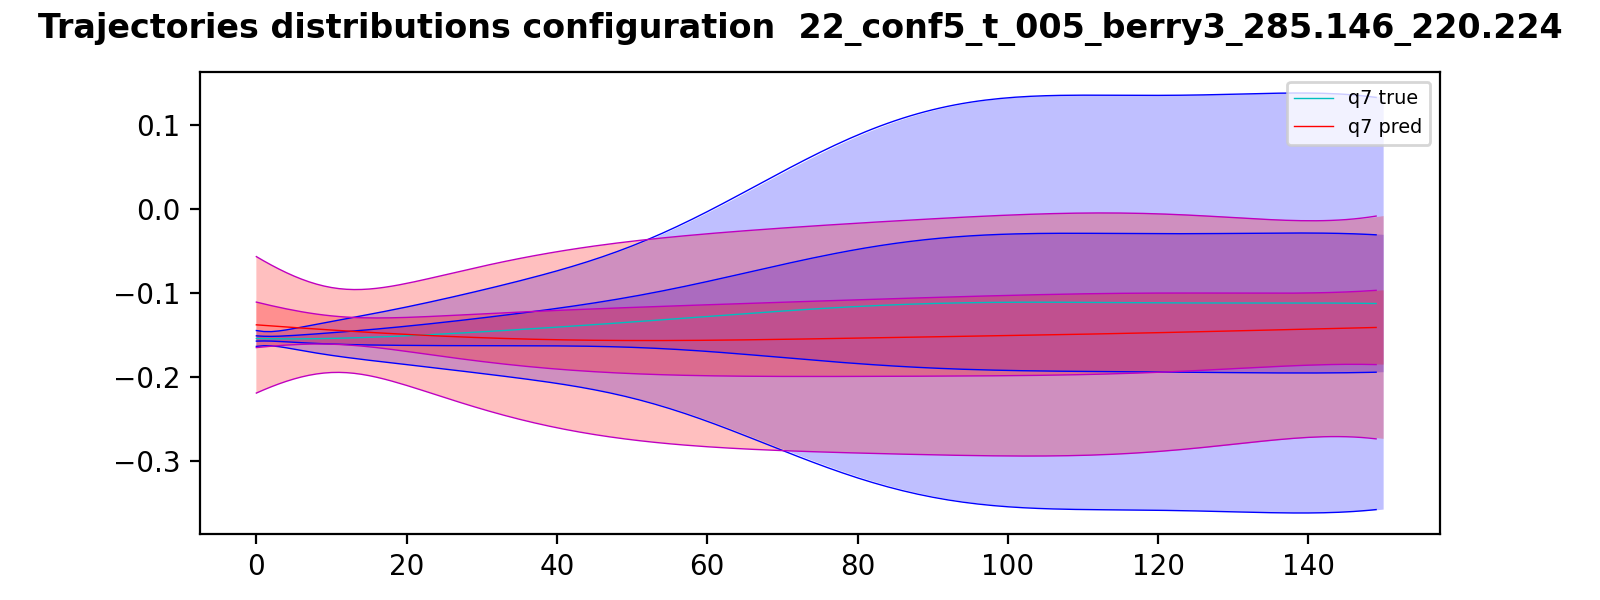 Trajectories distributions configuration  22_conf5_t_005_berry3_285.146_220.224
q7 true
q7 pred
0.1
0.0
−0.1
−0.2
−0.3
0 20 40 60 80 100 120 140